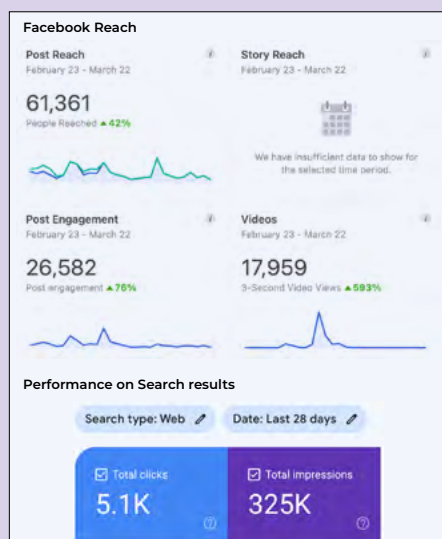 Facebook Reach
Post Reach
February 23 - March 22
61,361
People Reached ▲42%
Story Reach
February 23 - March 22
We have insufficient data to show for
the selected time period.
Post Engagement
February 23 - March 22
26,582
Post engagement ▲76%
Videos
February 23 - March 22
17,959
3-Second Video Views ▲593%
Performance on Search results
Search type: Web
Date: Last 28 days
Total clicks
5.1K
Total impressions
325K